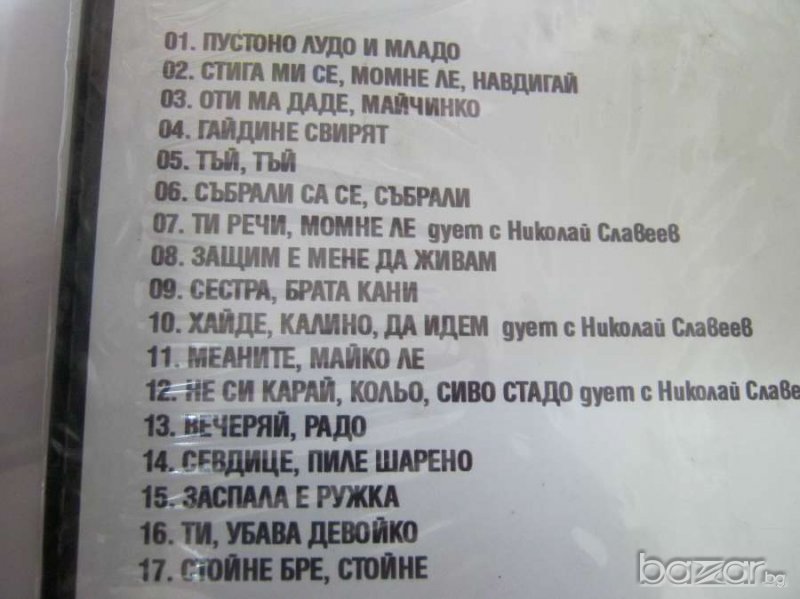 01. ПУСТОНО ЛУДО И МЛАДО
02. СТИГА МИ СЕ, МОМНЕ ЛЕ, НАВДИГАЙ
03. ОТИ МА ДАДЕ, МАЙЧИНКО
04. ГАЙДИНЕ СВИРЯТ
05. ТЪЙ, ТЪЙ
06. СЪБРАЛИ СА СЕ, СЪБРАЛИ
07. ТИ РЕЧИ, МОМНЕ ЛЕ дует с Николай Славеев
08. ЗАЩИМ Е МЕНЕ ДА ЖИВАМ
09. СЕСТРА, БРАТА КАНИ
10. ХАЙДЕ, КАЛИНО, ДА ИДЕМ дует с Николай Славеев
11. МЕАНИТЕ, МАЙКО ЛЕ
12. НЕ СИ КАРАЙ, КОЛЬО, СИВО СТАДО дует с Николай Славе
13. ВЕЧЕРЯЙ, РАДО
14. СЕВДИЦЕ, ПИЛЕ ШАРЕНО
15. ЗАСПАЛА Е РУЖКА
16. ТИ, УБАВА ДЕВОЙКО
17. СТОЙНЕ БРЕ, СТОЙНЕ
bazar.bg